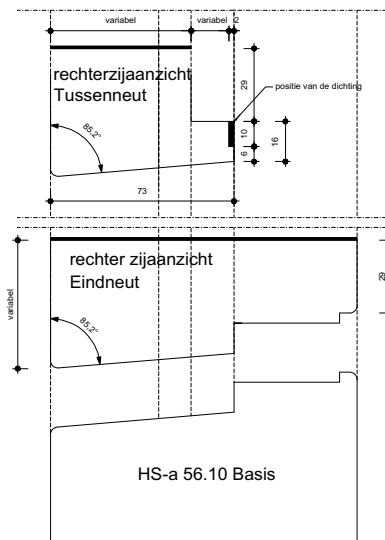 variabel
variabel
2
rechterzijaanzicht
Tussenneut
29
positie van de dichting
85,2°
10
16
6
73
rechter zijaanzicht
Eindneut
variabel
29
85,2°
HS-a 56.10 Basis